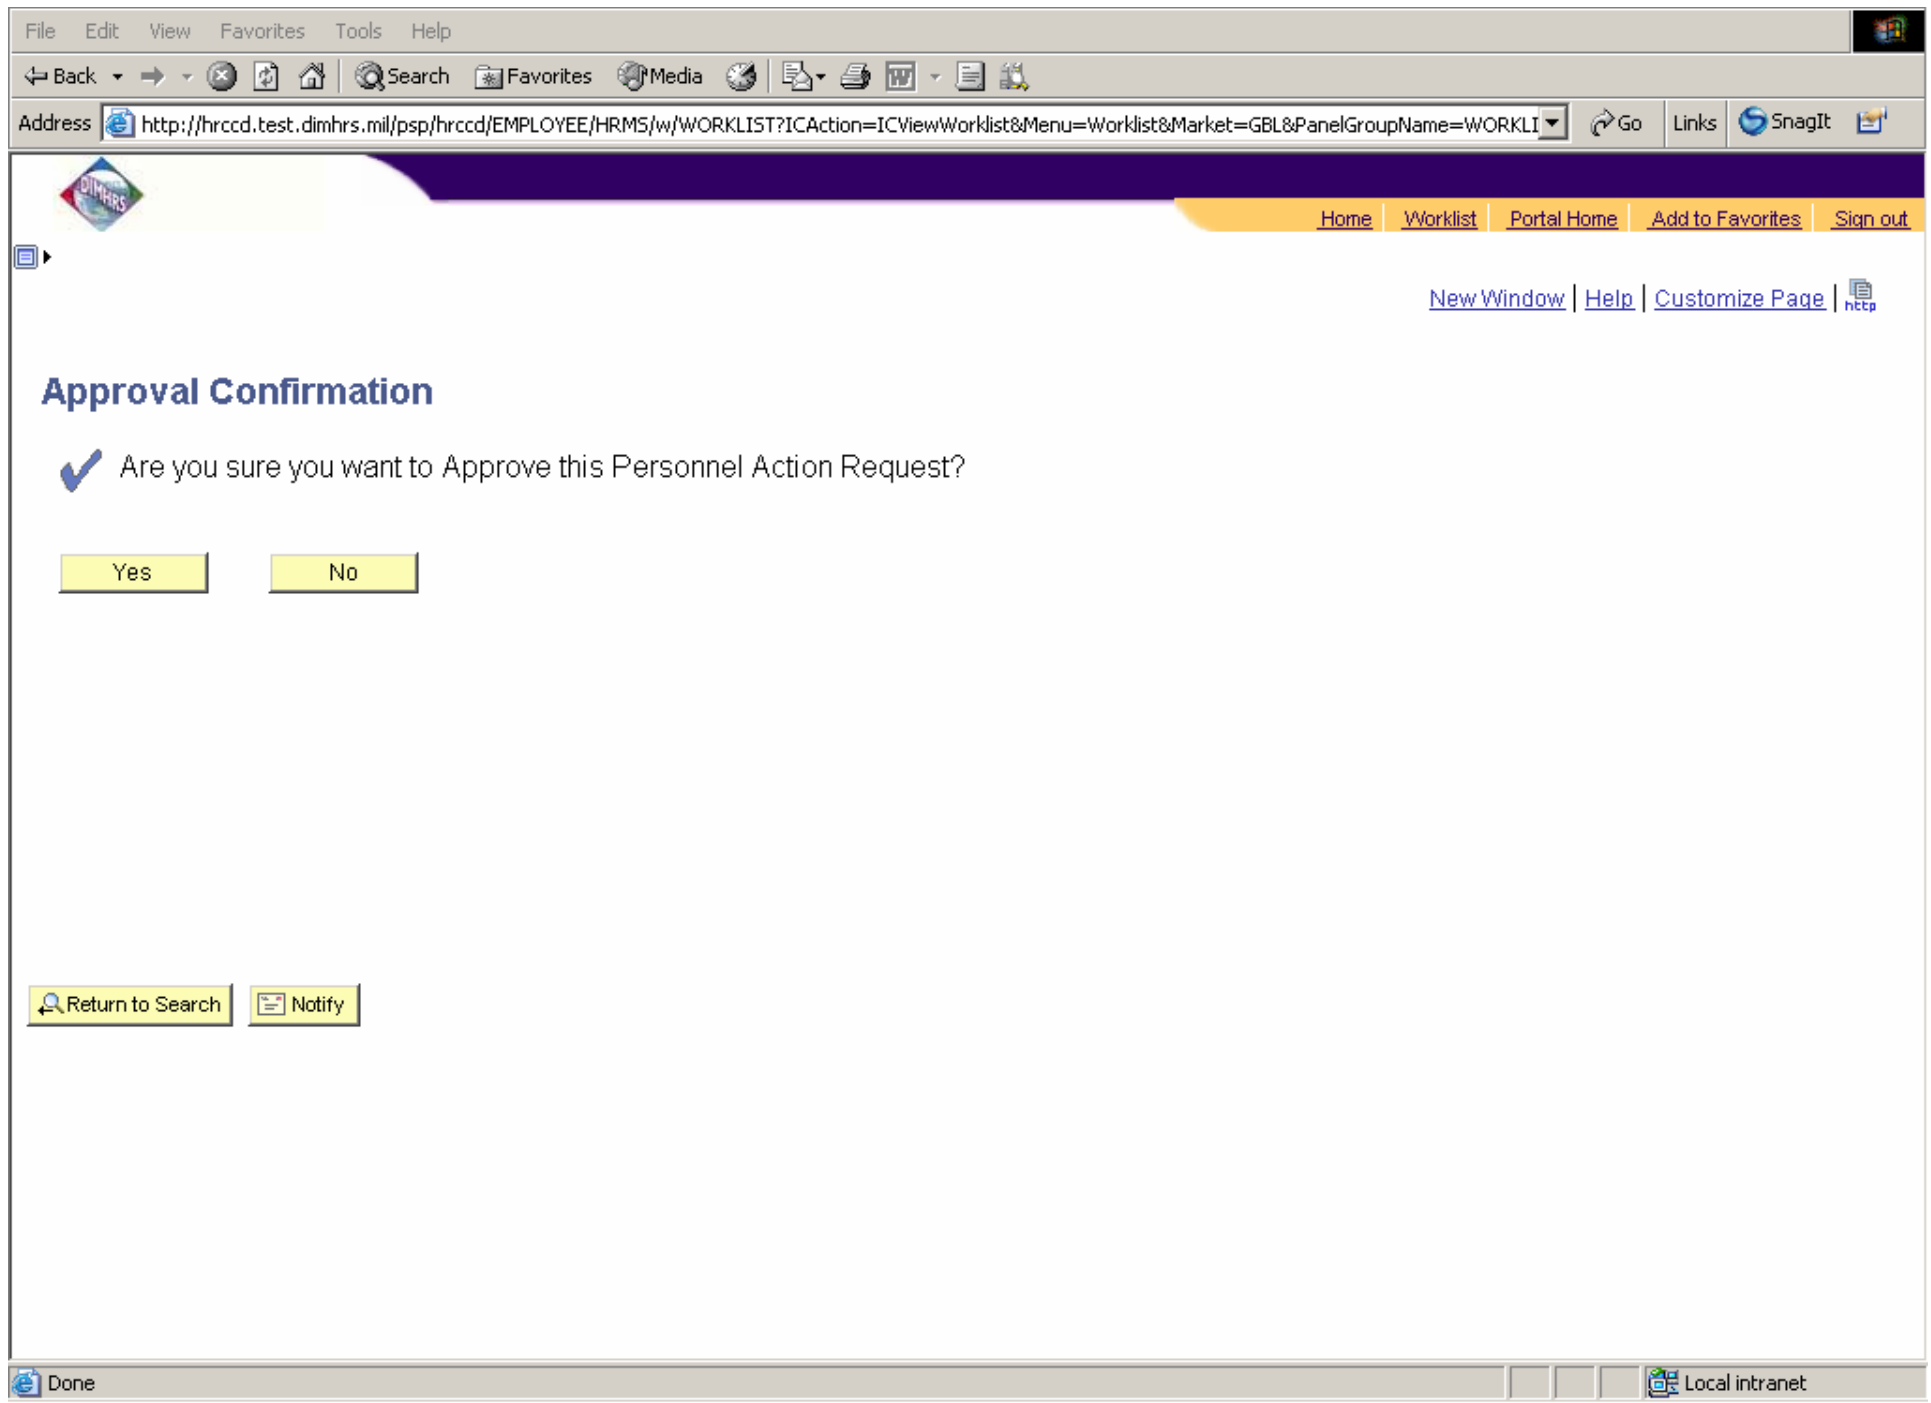 File Edit View Favorites Tools Help
Back Search Favorites Media
Address http://hrccd.test.dimhrs.mil/psp/hrccd/EMPLOYEE/HRMS/w/WORKLIST?ICAction=ICViewWorklist&Menu=Worklist&Market=GBL&PanelGroupName=WORKLI Go Links SnagIt
DIMHRS
Home Worklist Portal Home Add to Favorites Sign out
New Window | Help | Customize Page | http
Approval Confirmation
Are you sure you want to Approve this Personnel Action Request?
Yes No
Return to Search Notify
Done Local intranet